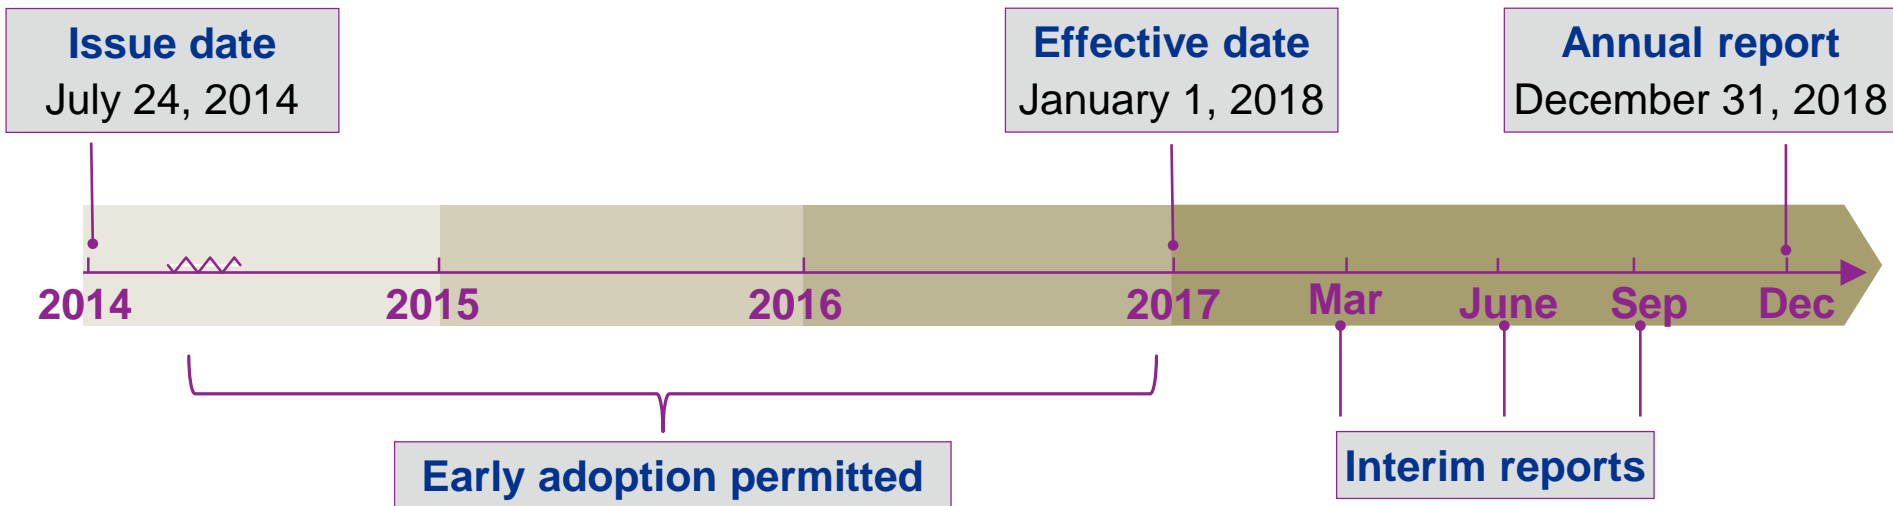 Issue date
July 24, 2014
Effective date
January 1, 2018
Annual report
December 31, 2018
2014
2015
2016
2017
Mar
June
Sep
Dec
Early adoption permitted
Interim reports